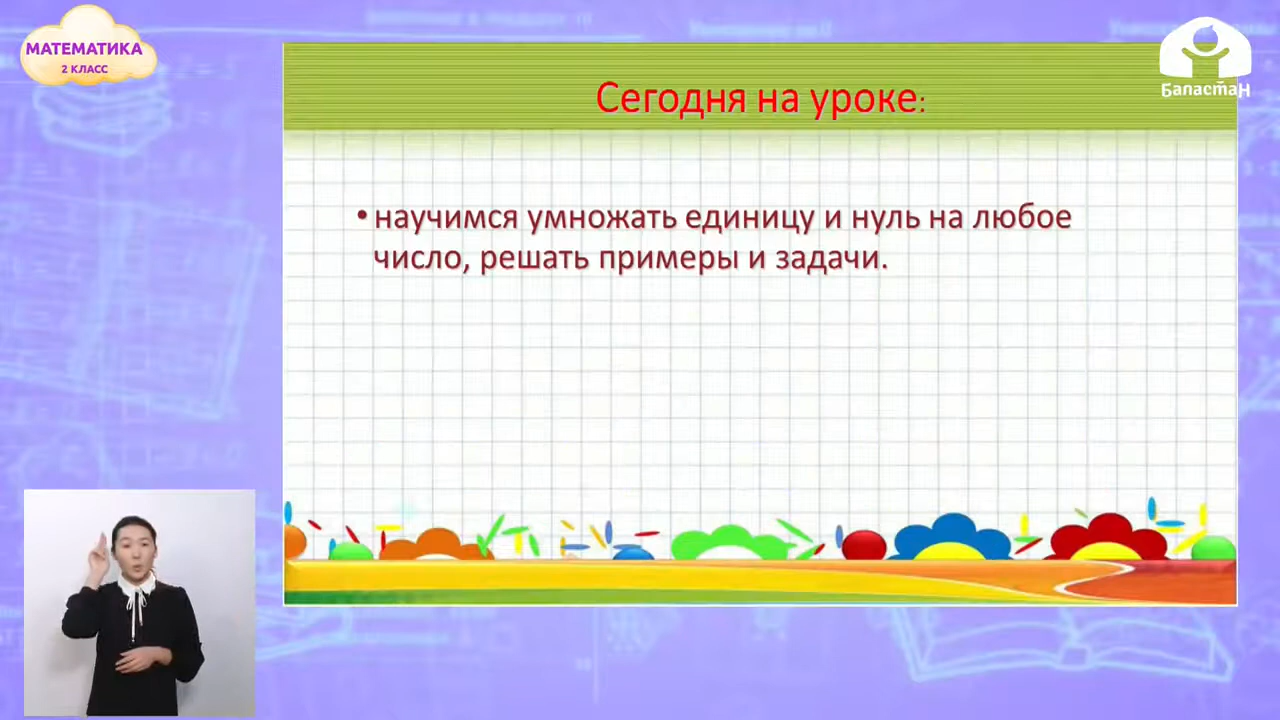 МАТЕМАТИКА
2 КЛАСС
Баластан
Сегодня на уроке:
•научимся умножать единицу и нуль на любое
число, решать примеры и задачи.